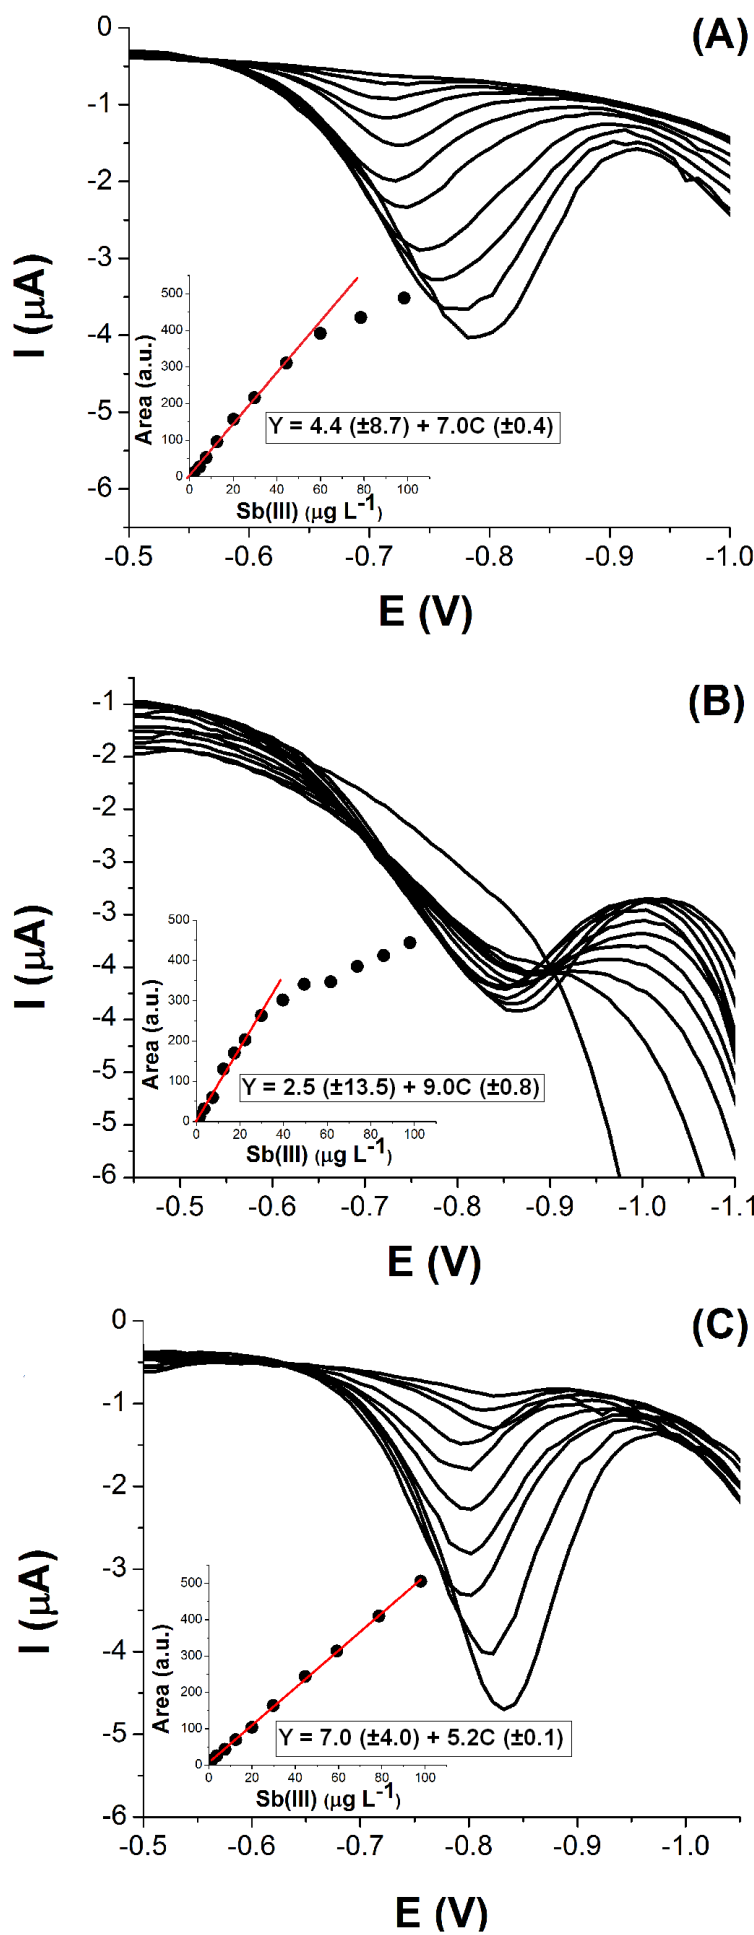 (A)
0
-1
-2
-3
-4
-5
-6
I (μA)
-0.5 -0.6 -0.7 -0.8 -0.9 -1.0
E (V)
500
400
300
200
100
0
Area (a.u.)
0 20 40 60 80 100
Sb(III) (μg L-1)
Y = 4.4 (±8.7) + 7.0C (±0.4)
(B)
-1
-2
-2
-3
-3
-4
-4
-5
-5
-6
I (μA)
-0.5 -0.6 -0.7 -0.8 -0.9 -1.0 -1.1
E (V)
500
400
300
200
100
0
Area (a.u.)
0 20 40 60 80 100
Sb(III) (μg L-1)
Y = 2.5 (±13.5) + 9.0C (±0.8)
(C)
0
-1
-2
-3
-4
-5
-6
I (μA)
-0.5 -0.6 -0.7 -0.8 -0.9 -1.0
E (V)
500
400
300
200
100
0
Area (a.u.)
0 20 40 60 80 100
Sb(III) (μg L-1)
Y = 7.0 (±4.0) + 5.2C (±0.1)